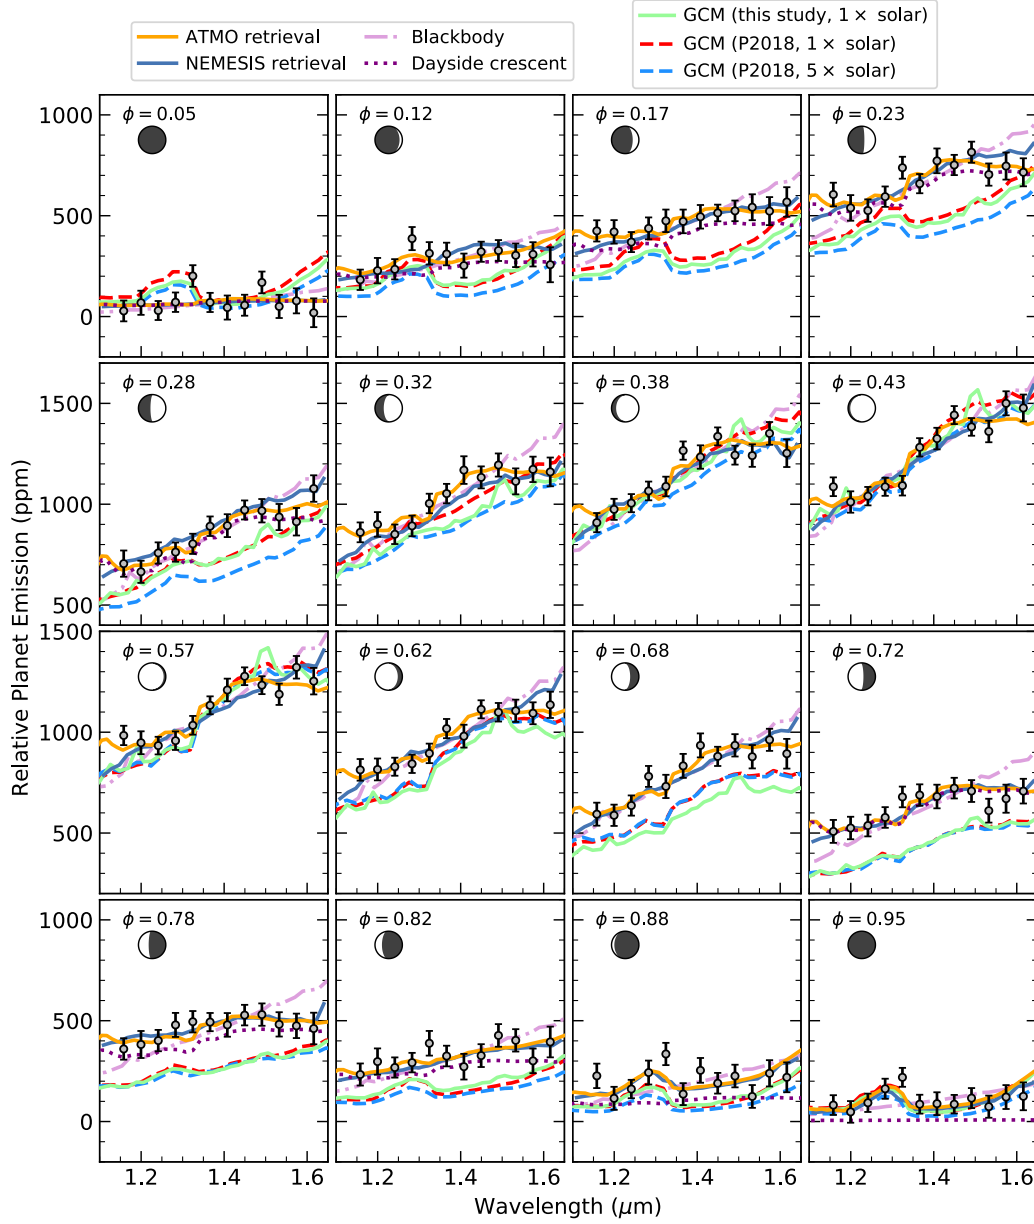 ATMO retrieval
NEMESIS retrieval
Blackbody
Dayside crescent
GCM (this study, 1× solar)
GCM (P2018, 1× solar)
GCM (P2018, 5× solar)
ϕ = 0.05
ϕ = 0.12
ϕ = 0.17
ϕ = 0.23
1000
500
0
ϕ = 0.28
ϕ = 0.32
ϕ = 0.38
ϕ = 0.43
1500
1000
500
ϕ = 0.57
ϕ = 0.62
ϕ = 0.68
ϕ = 0.72
1500
1000
500
ϕ = 0.78
ϕ = 0.82
ϕ = 0.88
ϕ = 0.95
1000
500
0
1.2 1.4 1.6
1.2 1.4 1.6
1.2 1.4 1.6
1.2 1.4 1.6
Relative Planet Emission (ppm)
Wavelength (μm)